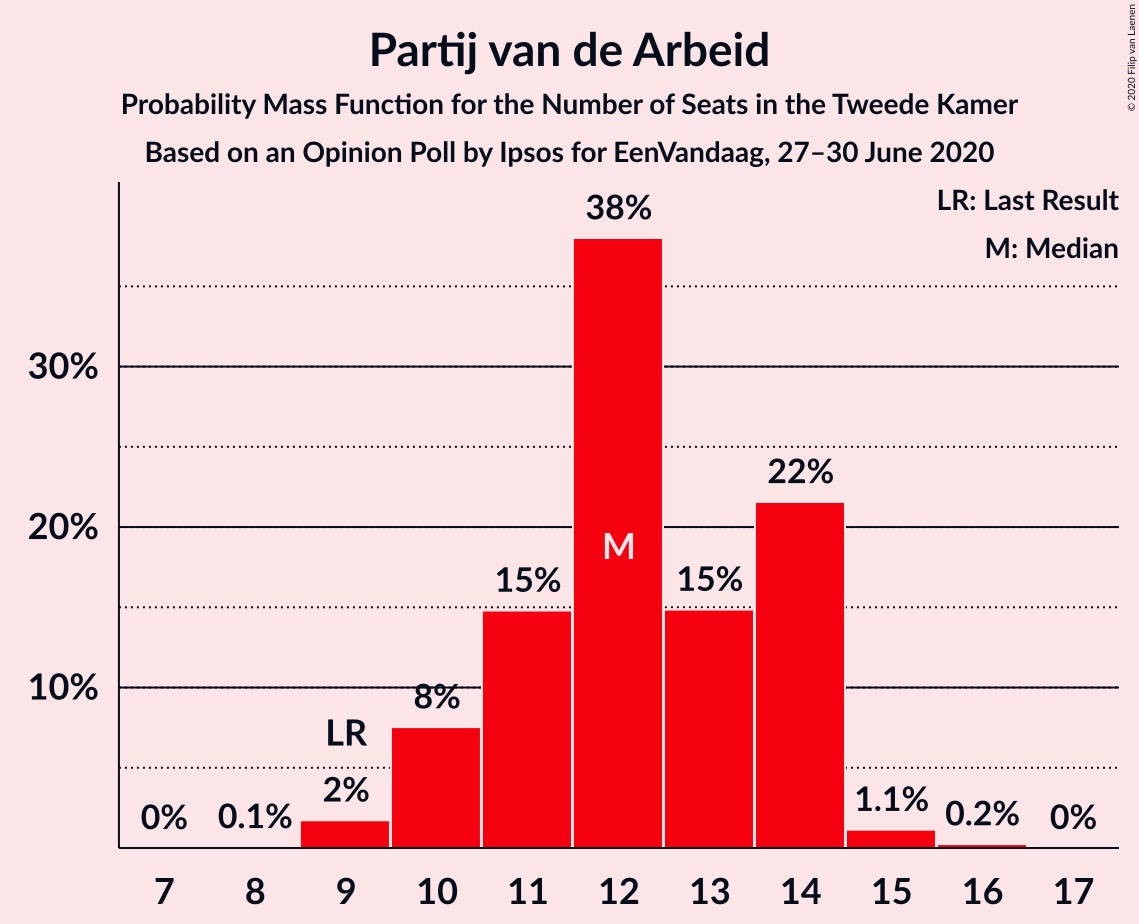 Partij van de Arbeid
Probability Mass Function for the Number of Seats in the Tweede Kamer
Based on an Opinion Poll by Ipsos for EenVandaag, 27–30 June 2020
© 2020 Filip van Laenen
LR: Last Result
M: Median
38%
30%
22%
20%
M
15%
15%
10%
8%
LR
2%
0%
0.1%
1.1%
0.2%
0%
7 8 9 10 11 12 13 14 15 16 17